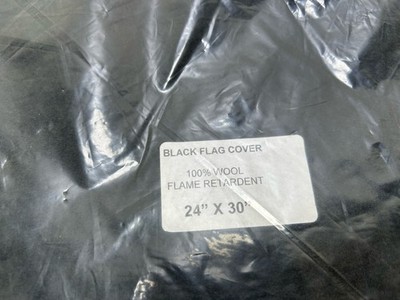 BLACK FLAG COVER
100% WOOL
FLAME RETARDENT
24” X 30”